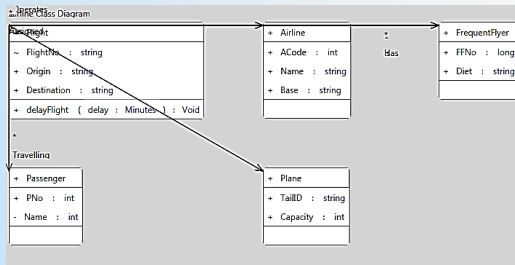 Operates
Airline Class Diagram
Flight
~ FlightNo : string
+ Origin : string
+ Destination : string
+ delayFlight ( delay : Minutes ) : Void
+ Airline
+ ACode : int
+ Name : string
+ Base : string
*
Has
+ FrequentFlyer
+ FFNo : long
+ Diet : string
*
Travelling
+ Passenger
+ PNo : int
- Name : int
+ Plane
+ TailID : string
+ Capacity : int